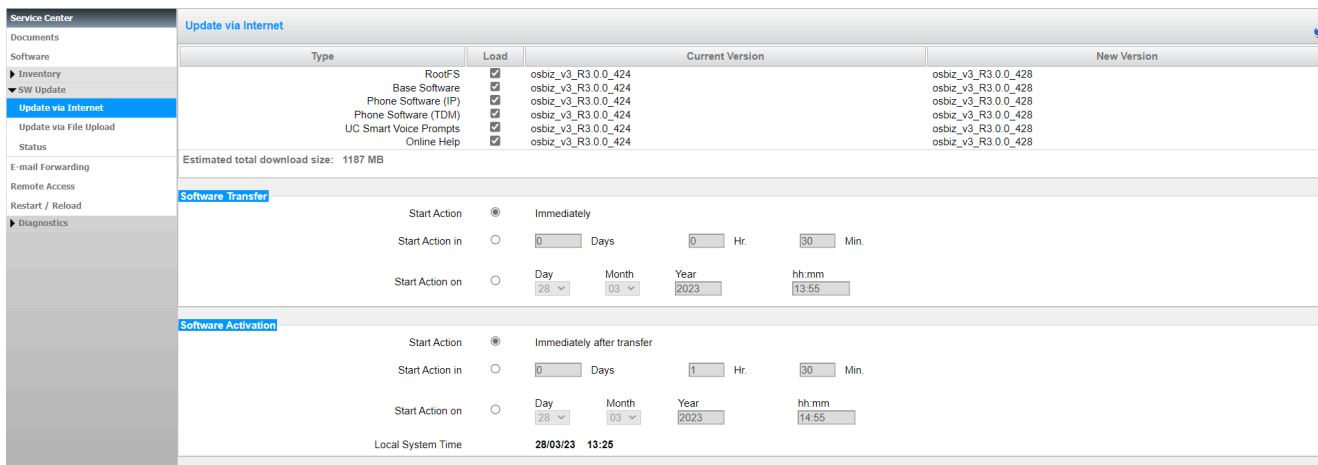 Service Center
Documents
Software
Inventory
SW Update
Update via Internet
Update via File Upload
Status
E-mail Forwarding
Remote Access
Restart / Reload
Diagnostics
Update via Internet
Type Load Current Version New Version
RootFS osbiz_v3_R3.0.0_424 osbiz_v3_R3.0.0_428
Base Software osbiz_v3_R3.0.0_424 osbiz_v3_R3.0.0_428
Phone Software (IP) osbiz_v3_R3.0.0_424 osbiz_v3_R3.0.0_428
Phone Software (TDM) osbiz_v3_R3.0.0_424 osbiz_v3_R3.0.0_428
UC Smart Voice Prompts osbiz_v3_R3.0.0_424 osbiz_v3_R3.0.0_428
Online Help osbiz_v3_R3.0.0_424 osbiz_v3_R3.0.0_428
Estimated total download size: 1187 MB
Software Transfer
Start Action Immediately
Start Action in 0 Days 0 Hr. 30 Min.
Day Month Year hh:mm
Start Action on 28 03 2023 13:55
Software Activation
Start Action Immediately after transfer
Start Action in 0 Days 1 Hr. 30 Min.
Day Month Year hh:mm
Start Action on 28 03 2023 14:55
Local System Time 28/03/23 13:25